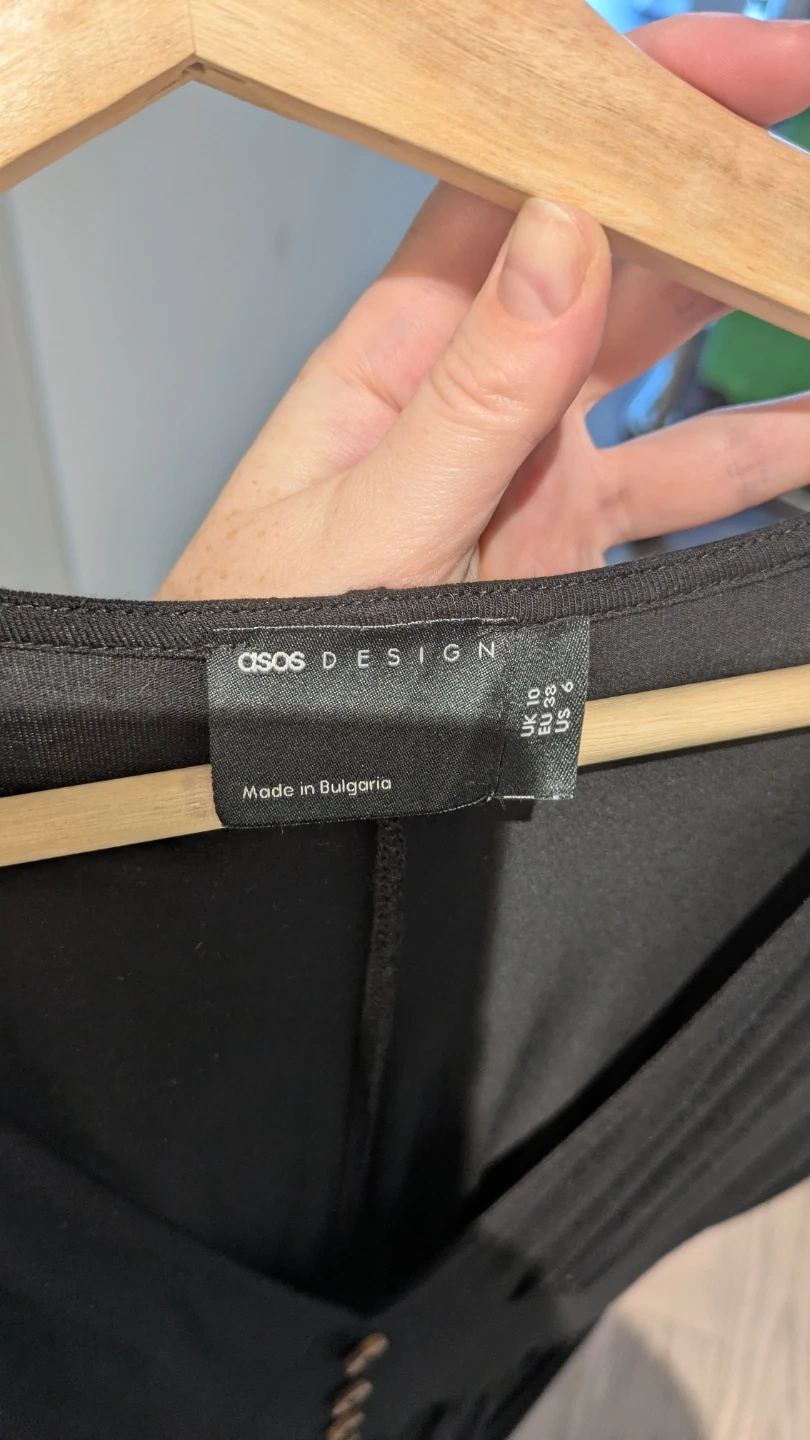 asos DESIGN
Made in Bulgaria
UK 10
EU 38
US 6